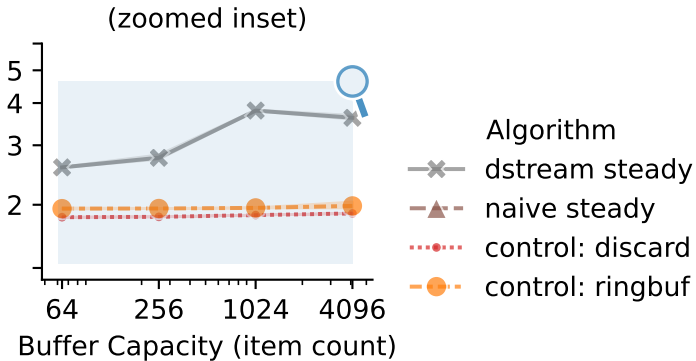 (zoomed inset)
5
4
3
2
64 256 1024 4096
Buffer Capacity (item count)
Algorithm
dstream steady
naive steady
control: discard
control: ringbuf